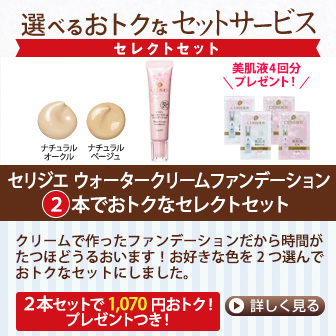 選べるおトクなセットサービス
セレクトセット
美肌液4回分
プレゼント!
ナチュラル
オークル
ナチュラル
ベージュ
セリジエ ウォータークリームファンデーション
2本でおトクなセレクトセット
クリームで作ったファンデーションだから時間が
たつほどうるおいます!お好きな色を2つ選んで
おトクなセットにしました。
2本セットで1,070円おトク!
プレゼントつき!
詳しく見る